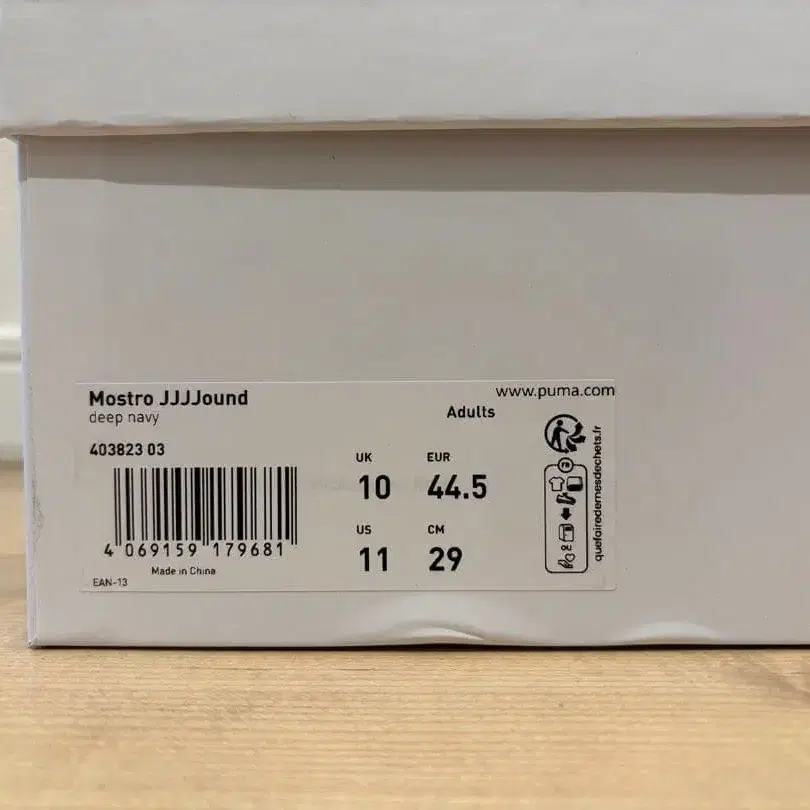 www.puma.com
Mostro JJJJound
deep navy
Adults
403823 03
UK
EUR
10
44.5
US
CM
11
29
4 069159 179681
Made in China
EAN-13
FR
quefairedemesdechets.fr